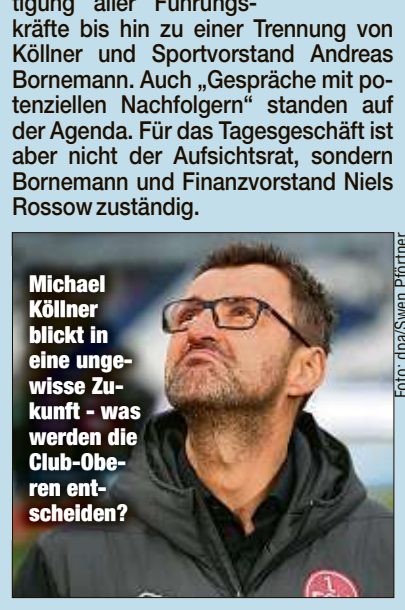 tigung aller Führungs-
kräfte bis hin zu einer Trennung von
Köllner und Sportvorstand Andreas
Bornemann. Auch „Gespräche mit po-
tenziellen Nachfolgern“ standen auf
der Agenda. Für das Tagesgeschäft ist
aber nicht der Aufsichtsrat, sondern
Bornemann und Finanzvorstand Niels
Rossow zuständig.
Michael
Köllner
blickt in
eine unge-
wisse Zu-
kunft - was
werden die
Club-Obe-
ren ent-
scheiden?
Foto: dpa/Swen Pförtner